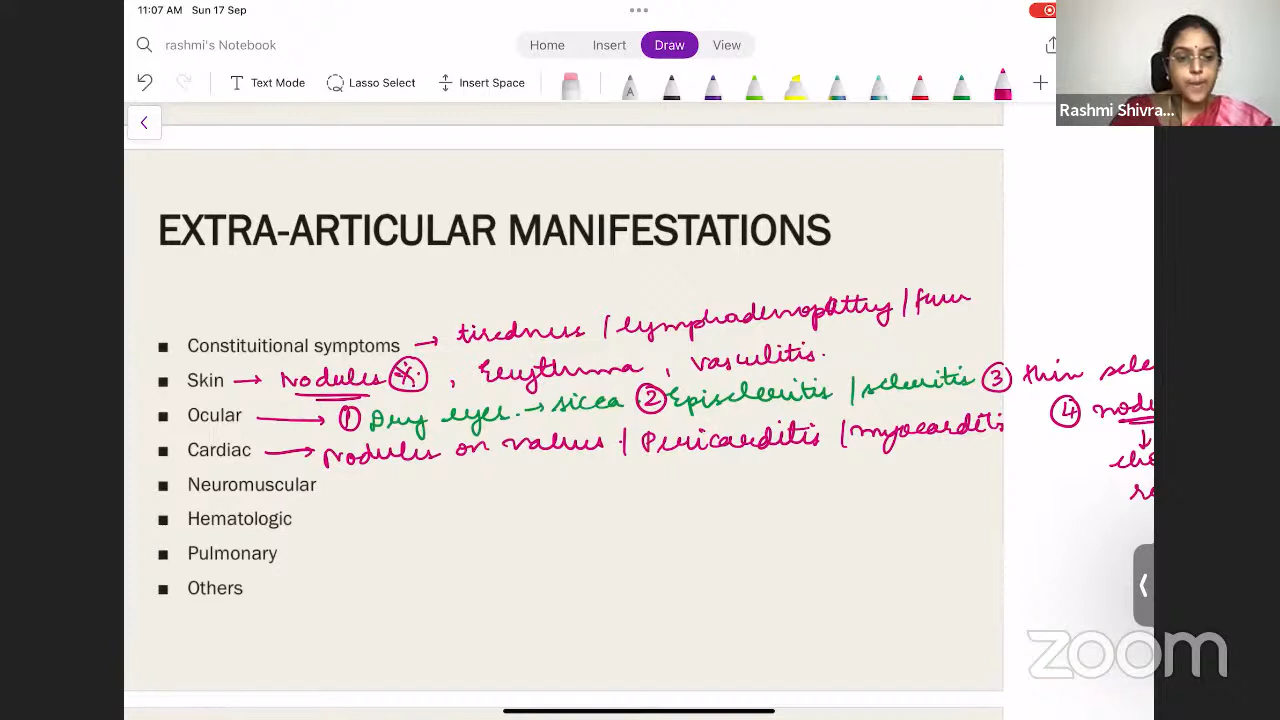 11:07 AM Sun 17 Sep
rashmi's Notebook
Home Insert Draw View
Text Mode Lasso Select Insert Space
A
Rashmi Shivra...
EXTRA-ARTICULAR MANIFESTATIONS
■ Constituitional symptoms → tiredness / lymphadenopathy /
■ Skin → Nodules * , Erythema , vasculitis.
■ Ocular → 1 Dry eyes. → sicca . 2 Episcleritis / scleritis 3 thin scle
4 nod
■ Cardiac → Nodules on valves / Pericarditis / myocarditis
■ Neuromuscular
■ Hematologic
■ Pulmonary
■ Others
zoom